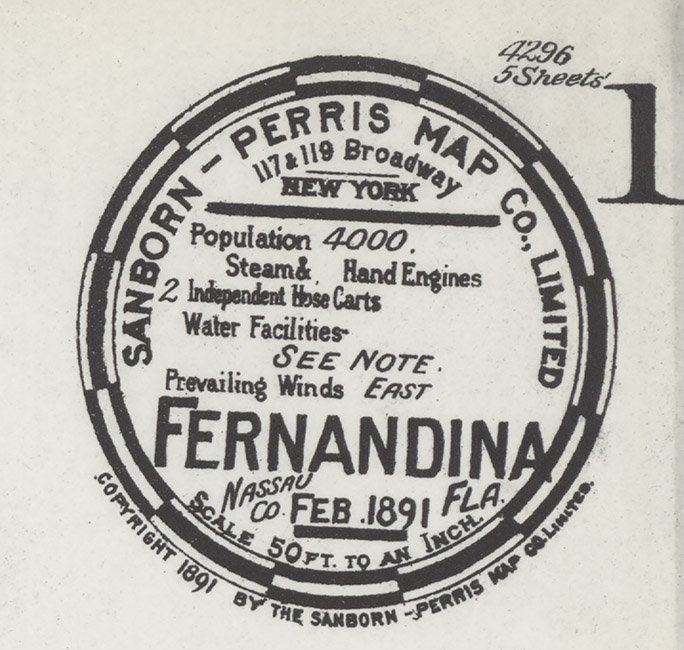 4296
5 Sheets
1
SANBORN - PERRIS MAP CO., LIMITED
117 & 119 Broadway
NEW YORK
Population 4000.
Steam & Hand Engines
2 Independent Hose Carts
Water Facilities
SEE NOTE.
Prevailing Winds EAST
FERNANDINA
NASSAU CO. FEB. 1891 FLA.
SCALE 50 FT. TO AN INCH.
COPYRIGHT 1891 BY THE SANBORN - PERRIS MAP CO. LIMITED.